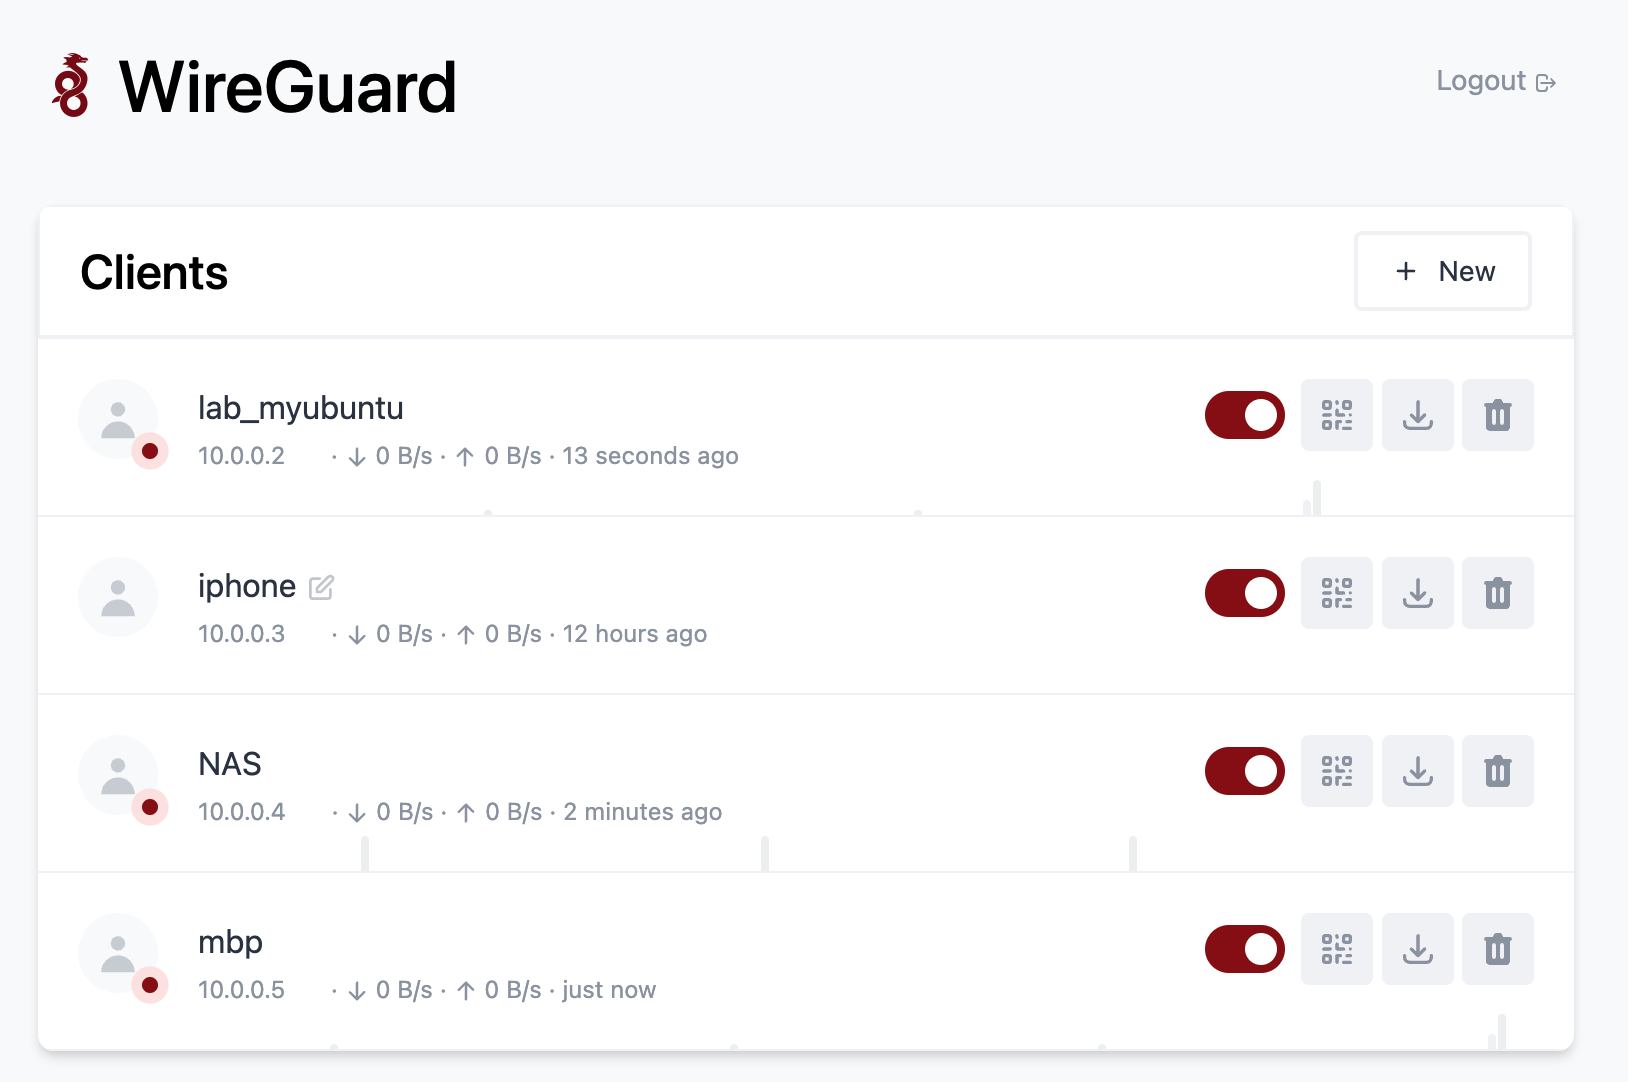 WireGuard
Logout
Clients
+ New
lab_myubuntu
10.0.0.2 · ↓ 0 B/s · ↑ 0 B/s · 13 seconds ago
iphone
10.0.0.3 · ↓ 0 B/s · ↑ 0 B/s · 12 hours ago
NAS
10.0.0.4 · ↓ 0 B/s · ↑ 0 B/s · 2 minutes ago
mbp
10.0.0.5 · ↓ 0 B/s · ↑ 0 B/s · just now